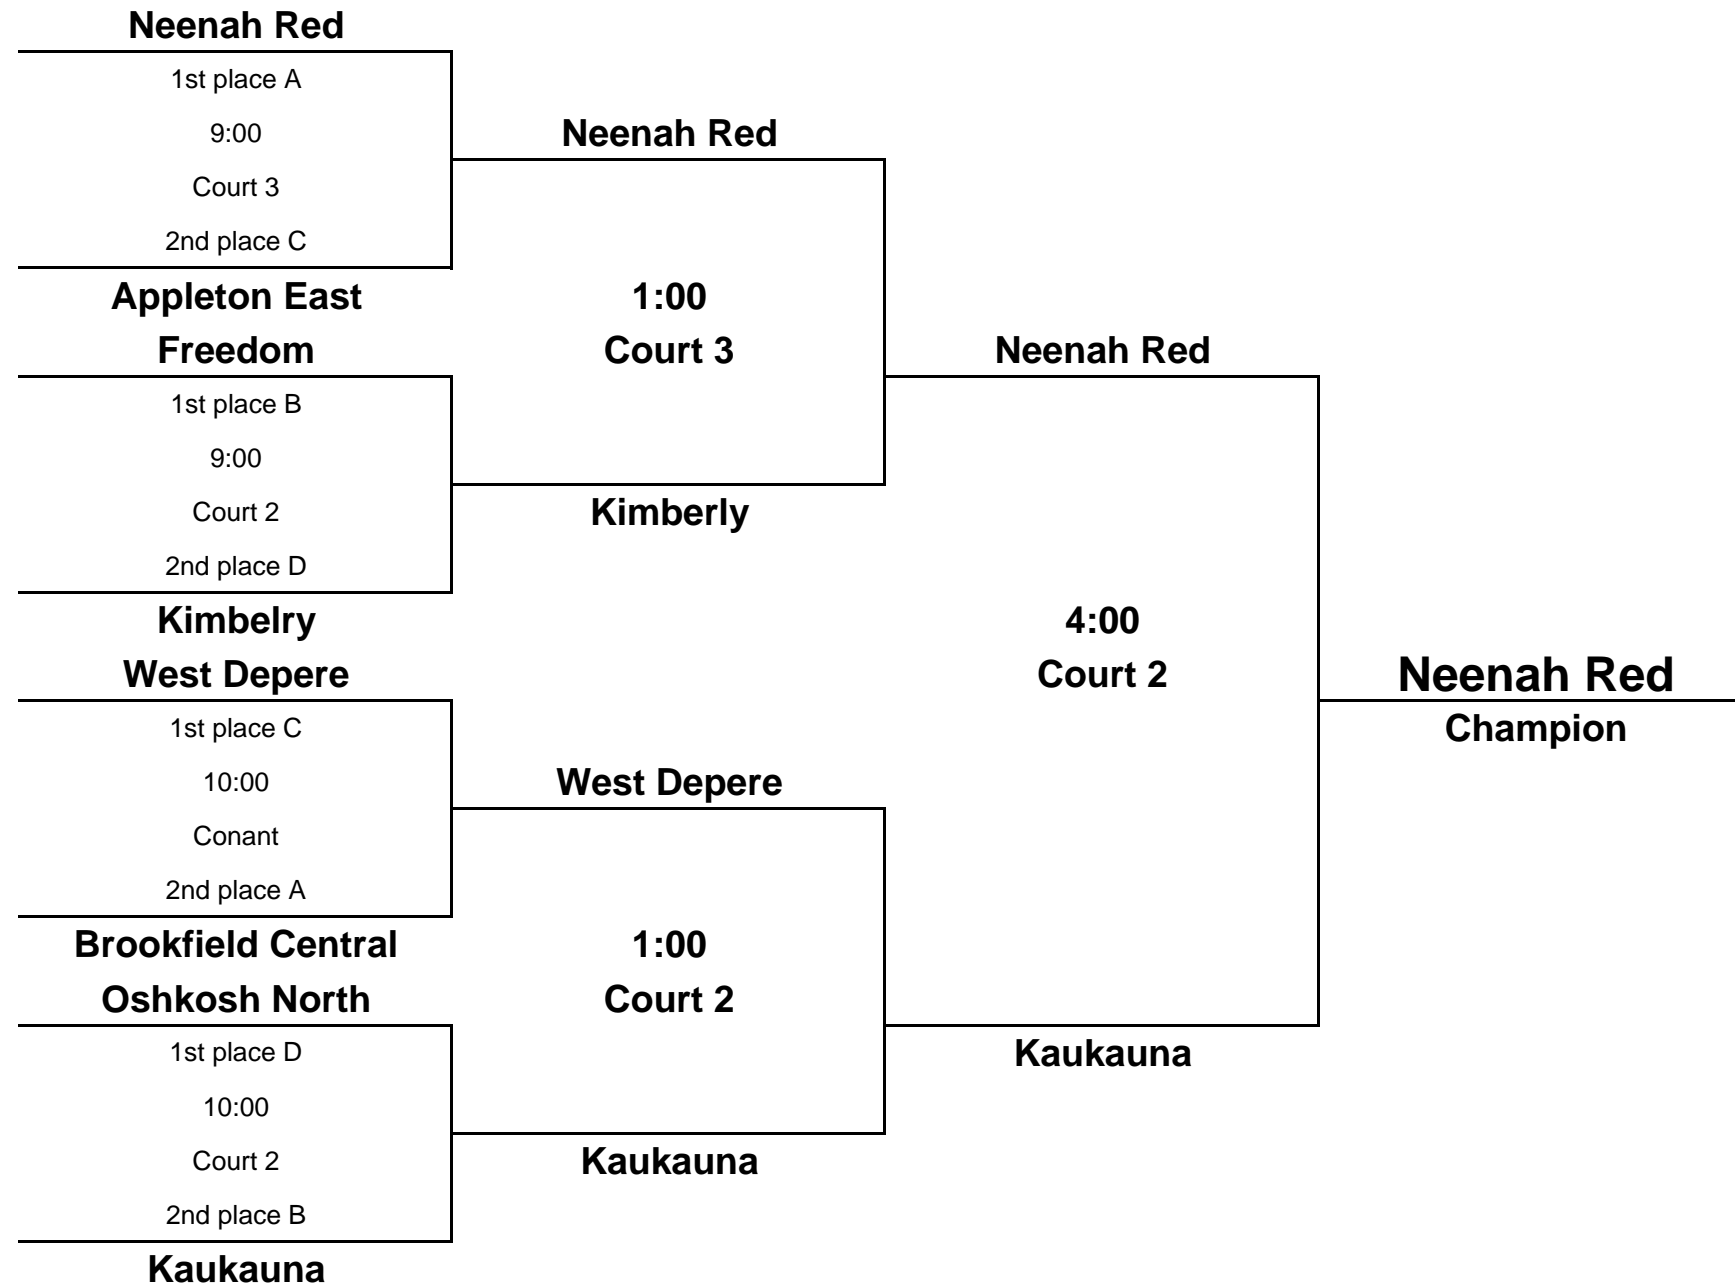 Neenah Red
1st place A
9:00
Court 3
2nd place C
Appleton East
Freedom
1st place B
9:00
Court 2
2nd place D
Kimbelry
West Depere
1st place C
10:00
Conant
2nd place A
Brookfield Central
Oshkosh North
1st place D
10:00
Court 2
2nd place B
Kaukauna
Neenah Red
1:00
Court 3
Kimberly
West Depere
1:00
Court 2
Kaukauna
Neenah Red
4:00
Court 2
Kaukauna
Neenah Red
Champion